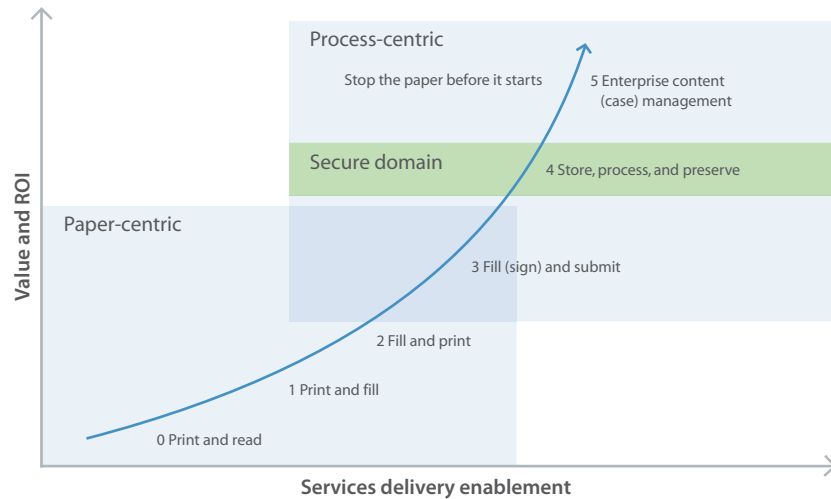 Process-centric
Stop the paper before it starts
5 Enterprise content
(case) management
Secure domain
4 Store, process, and preserve
Paper-centric
3 Fill (sign) and submit
2 Fill and print
1 Print and fill
0 Print and read
Value and ROI
Services delivery enablement